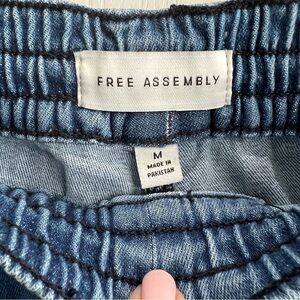 FREE ASSEMBLY
M
MADE IN
PAKISTAN